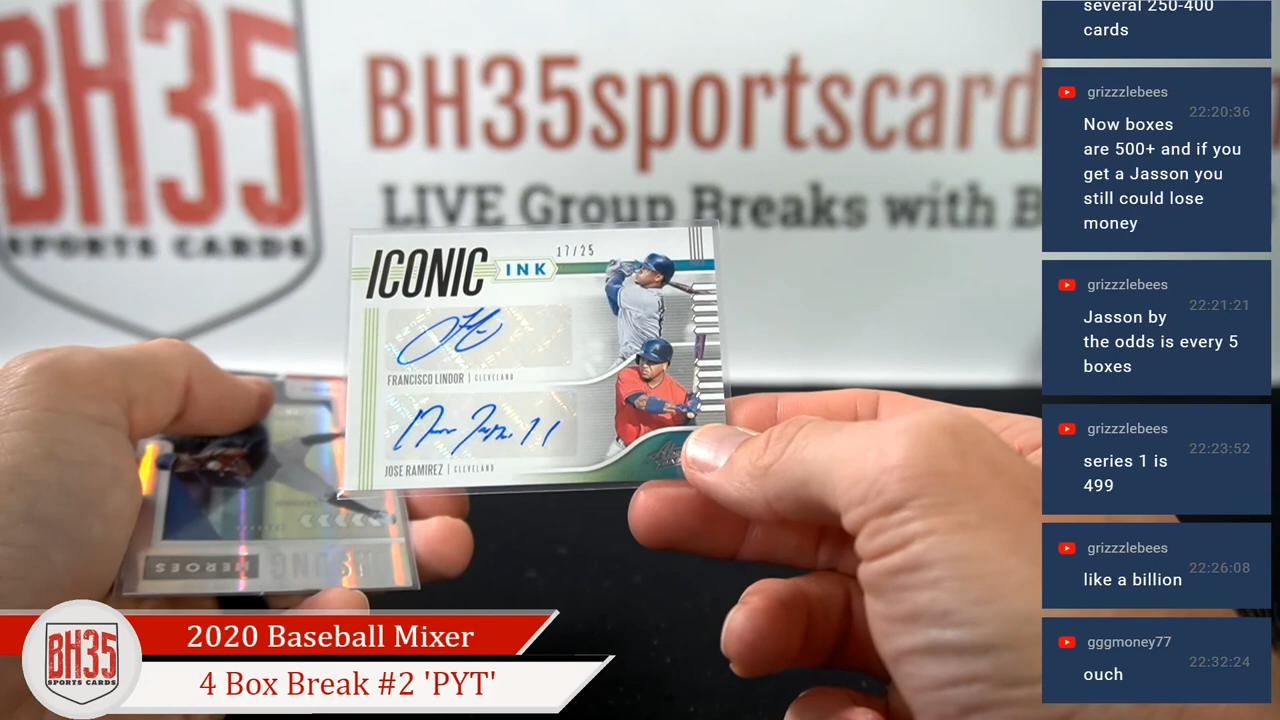 BH35
SPORTS CARDS
BH35sportscard
LIVE Group Breaks with B
17/25
ICONIC
INK
FRANCISCO LINDOR | CLEVELAND
JOSE RAMIREZ | CLEVELAND
HEROES
BH35
SPORTS CARDS
2020 Baseball Mixer
4 Box Break #2 'PYT'
several 250-400
cards
grizzzlebees
22:20:36
Now boxes
are 500+ and if you
get a Jasson you
still could lose
money
grizzzlebees
22:21:21
Jasson by
the odds is every 5
boxes
grizzzlebees
22:23:52
series 1 is
499
grizzzlebees
22:26:08
like a billion
gggmoney77
22:32:24
ouch